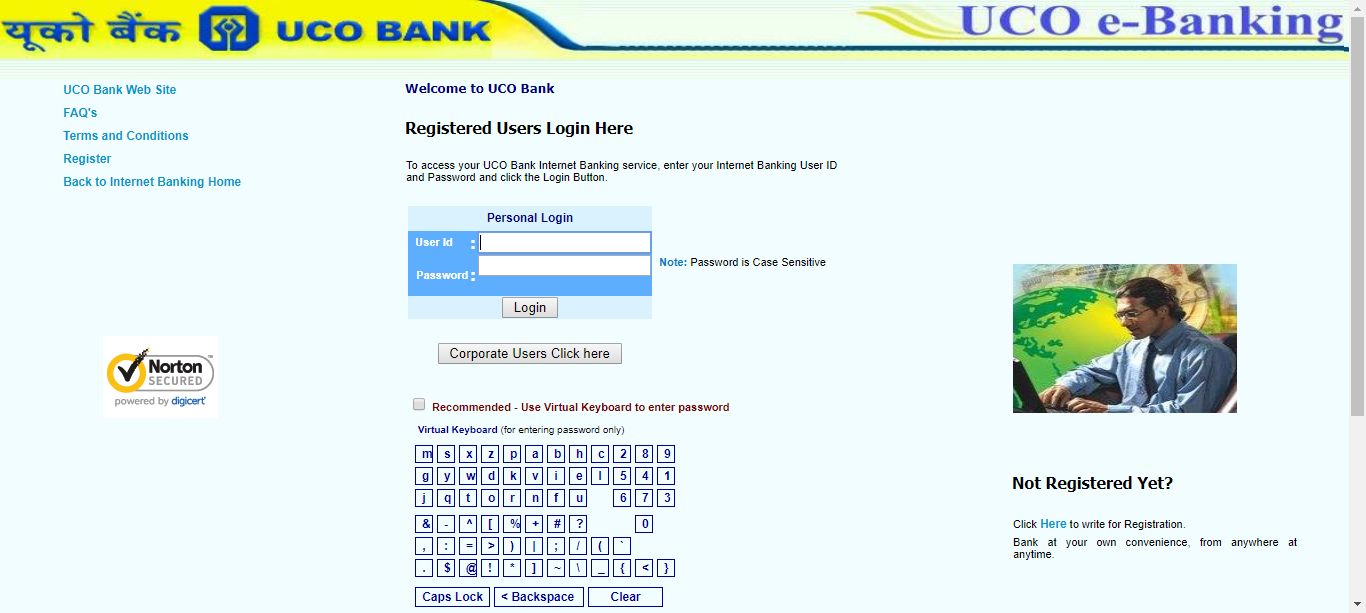 यूको बैंक UCO BANK
UCO e-Banking
UCO Bank Web Site
FAQ's
Terms and Conditions
Register
Back to Internet Banking Home
Norton
SECURED
powered by digicert
Welcome to UCO Bank
Registered Users Login Here
To access your UCO Bank Internet Banking service, enter your Internet Banking User ID
and Password and click the Login Button.
Personal Login
User Id :
Password :
Note: Password is Case Sensitive
Login
Corporate Users Click here
Recommended - Use Virtual Keyboard to enter password
Virtual Keyboard (for entering password only)
m s x z p a b h c 2 8 9
g y w d k v i e l 5 4 1
j q t o r n f u 6 7 3
& - ^ [ % + # ? 0
, : = > ) | ; / ( `
. $ @ ! * ] ~ \ _ { < }
Caps Lock < Backspace Clear
Not Registered Yet?
Click Here to write for Registration.
Bank at your own convenience, from anywhere at
anytime.